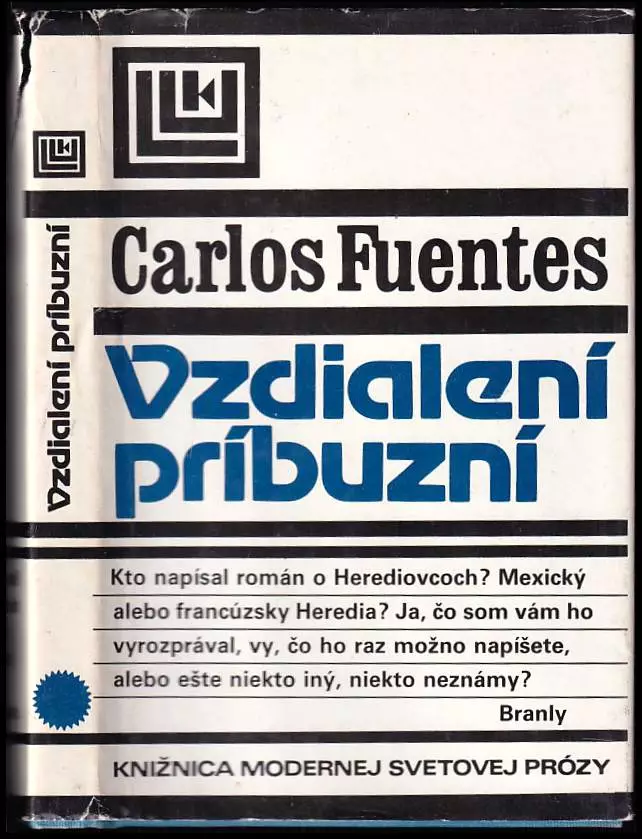 Vzdialení príbuzní
Carlos Fuentes
Vzdialení
príbuzní
Kto napísal román o Herediovcoch? Mexický
alebo francúzsky Heredia? Ja, čo som vám ho
vyrozprával, vy, čo ho raz možno napíšete,
alebo ešte niekto iný, niekto neznámy?
Branly
KNIŽNICA MODERNEJ SVETOVEJ PRÓZY